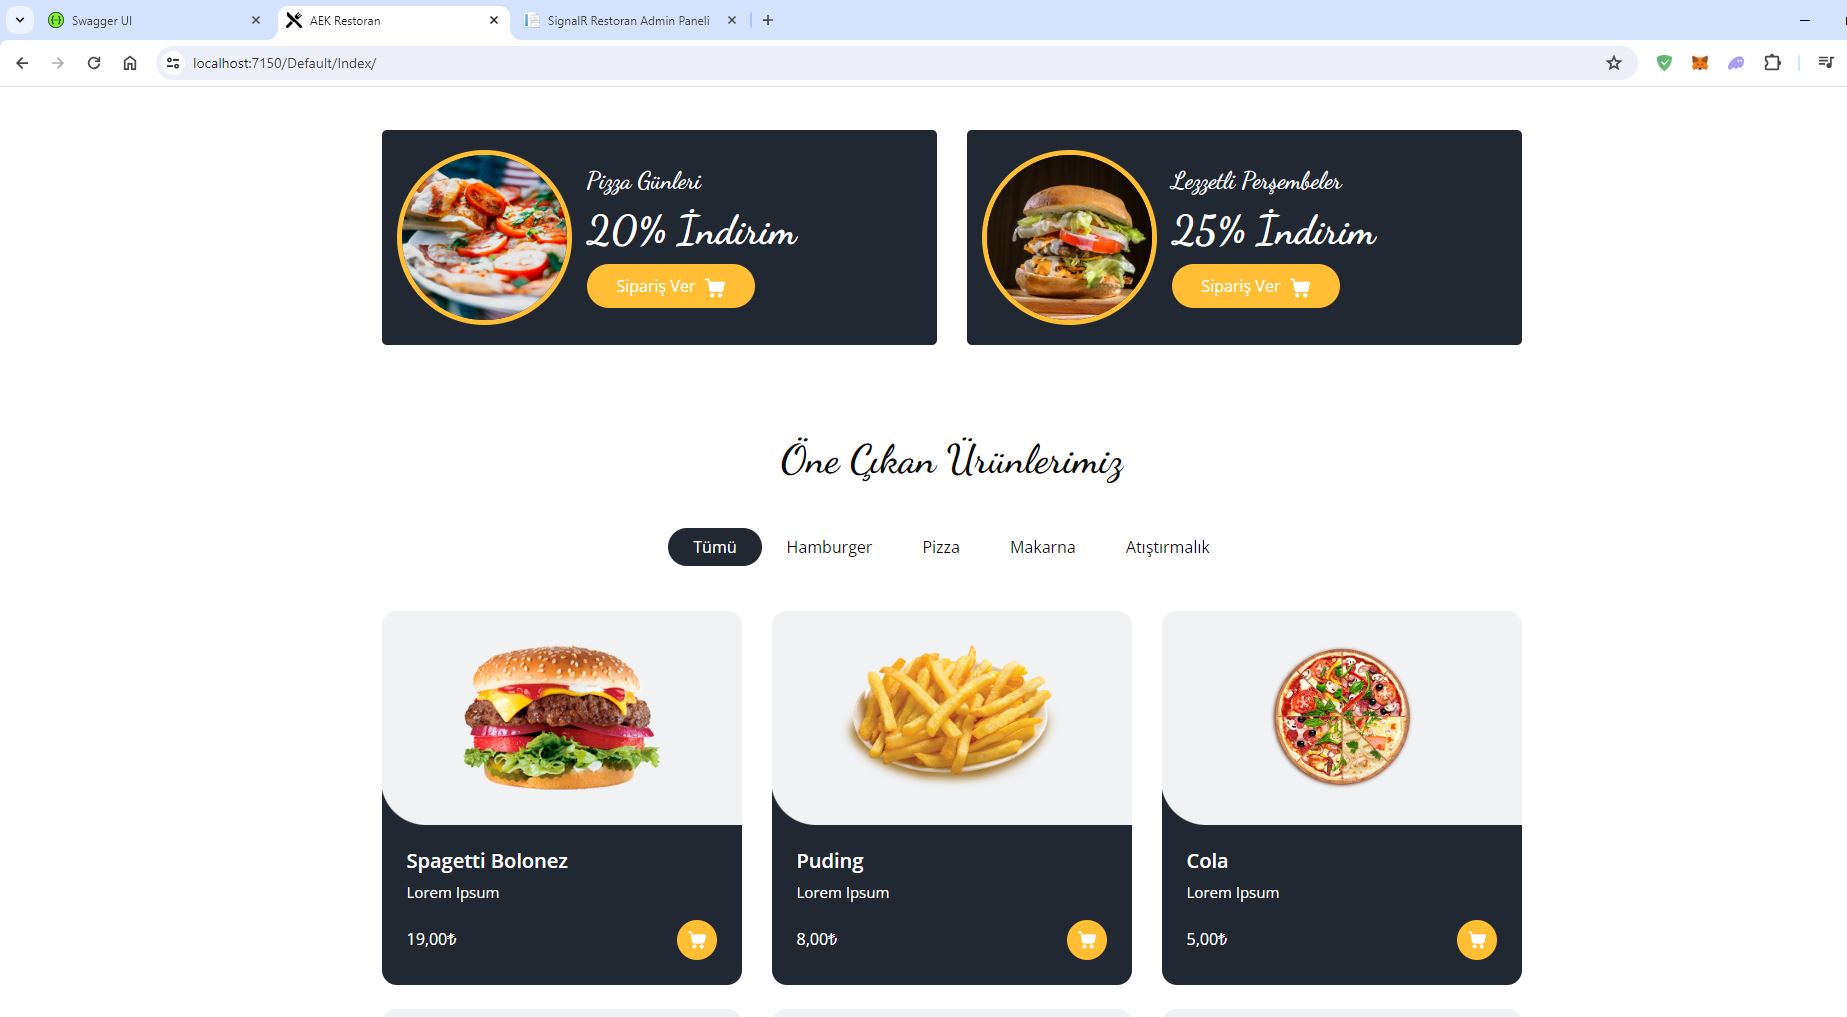 Swagger UI
AEK Restoran
SignalR Restoran Admin Paneli
localhost:7150/Default/Index/
Pizza Günleri
20% İndirim
Sipariş Ver
Lezzetli Perşembeler
25% İndirim
Sipariş Ver
Öne Çıkan Ürünlerimiz
Tümü
Hamburger
Pizza
Makarna
Atıştırmalık
Spagetti Bolonez
Lorem Ipsum
19,00₺
Puding
Lorem Ipsum
8,00₺
Cola
Lorem Ipsum
5,00₺